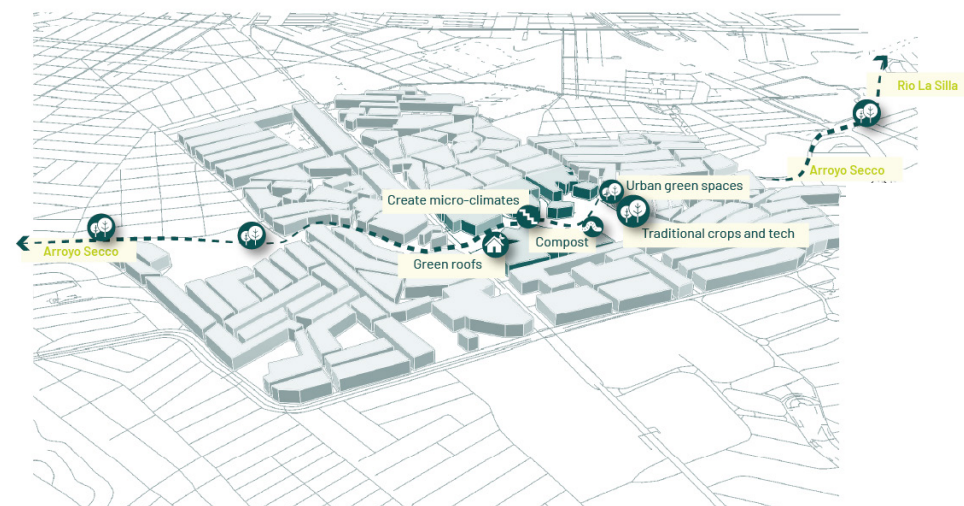 Rio La Silla
Arroyo Secco
Urban green spaces
Create micro-climates
Traditional crops and tech
Compost
Arroyo Secco
Green roofs